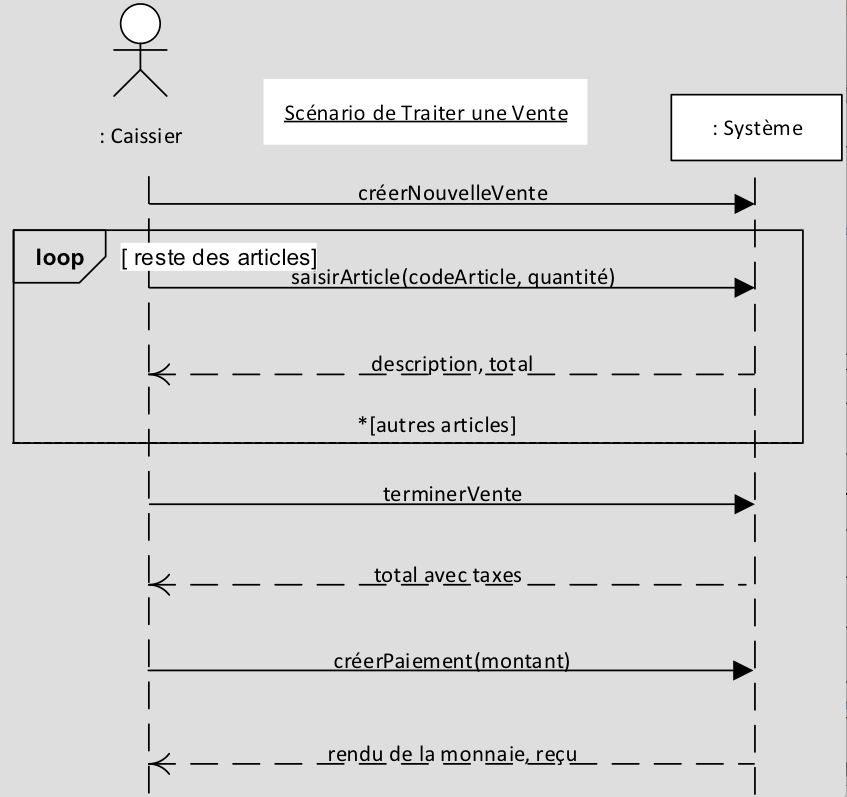 Scénario de Traiter une Vente
: Caissier
: Système
créerNouvelleVente
loop
[ reste des articles]
saisirArticle(codeArticle, quantité)
description, total
*[autres articles]
terminerVente
total avec taxes
créerPaiement(montant)
rendu de la monnaie, reçu